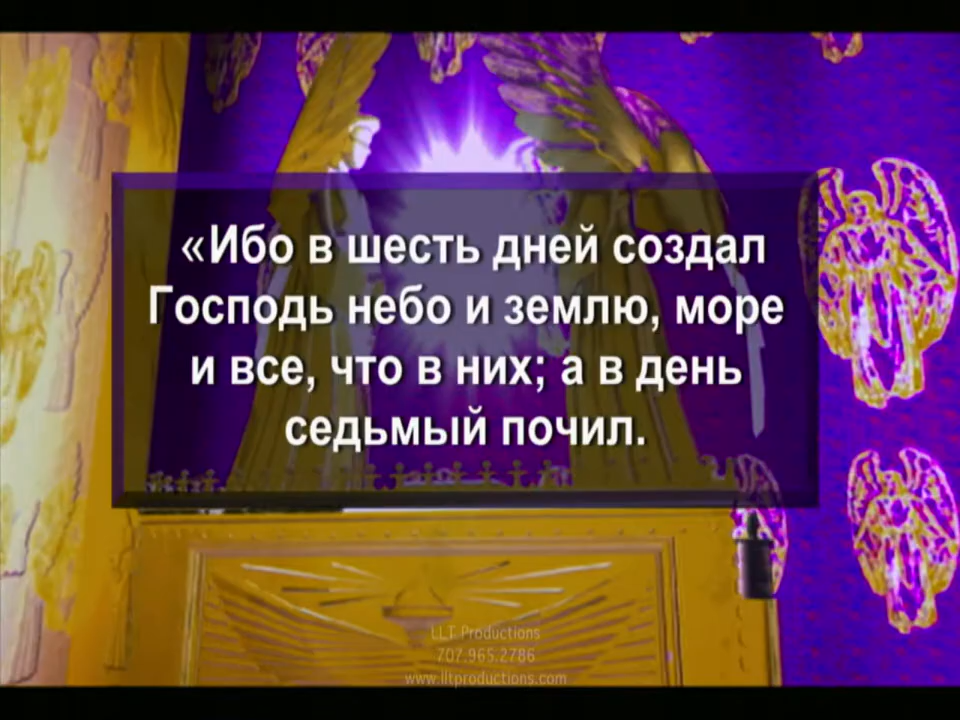 «Ибо в шесть дней создал
Господь небо и землю, море
и все, что в них; а в день
седьмый почил.
LLT Productions
707.965.2786
www.lltproductions.com